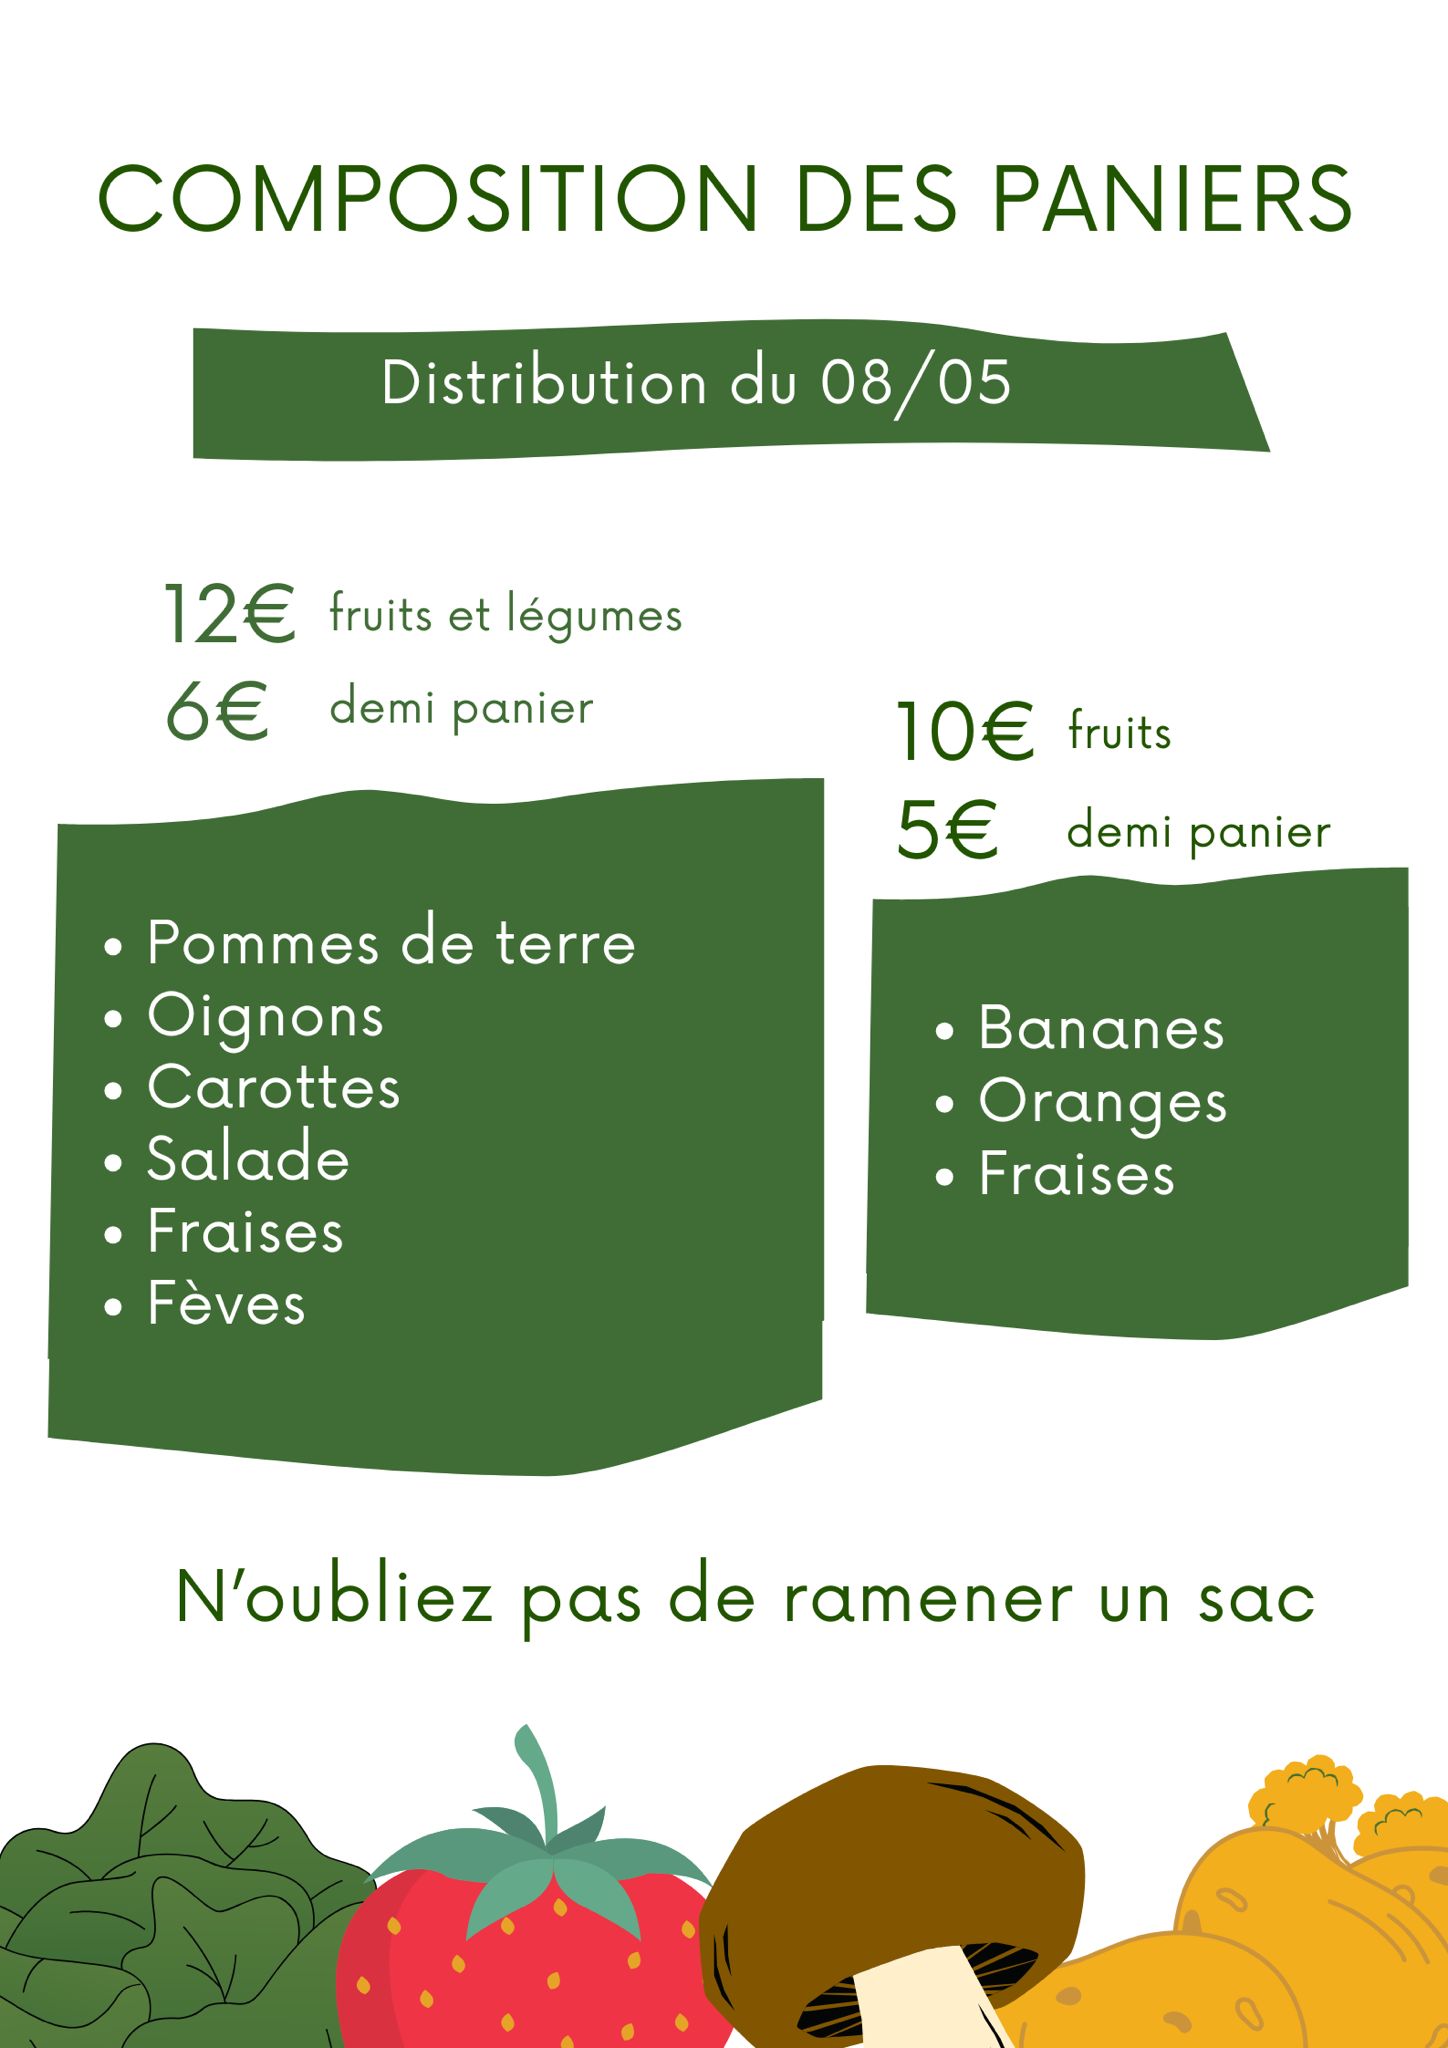 COMPOSITION DES PANIERS
Distribution du 08/05
12€ fruits et légumes
6€ demi panier
• Pommes de terre
• Oignons
• Carottes
• Salade
• Fraises
• Fèves
10€ fruits
5€ demi panier
• Bananes
• Oranges
• Fraises
N’oubliez pas de ramener un sac